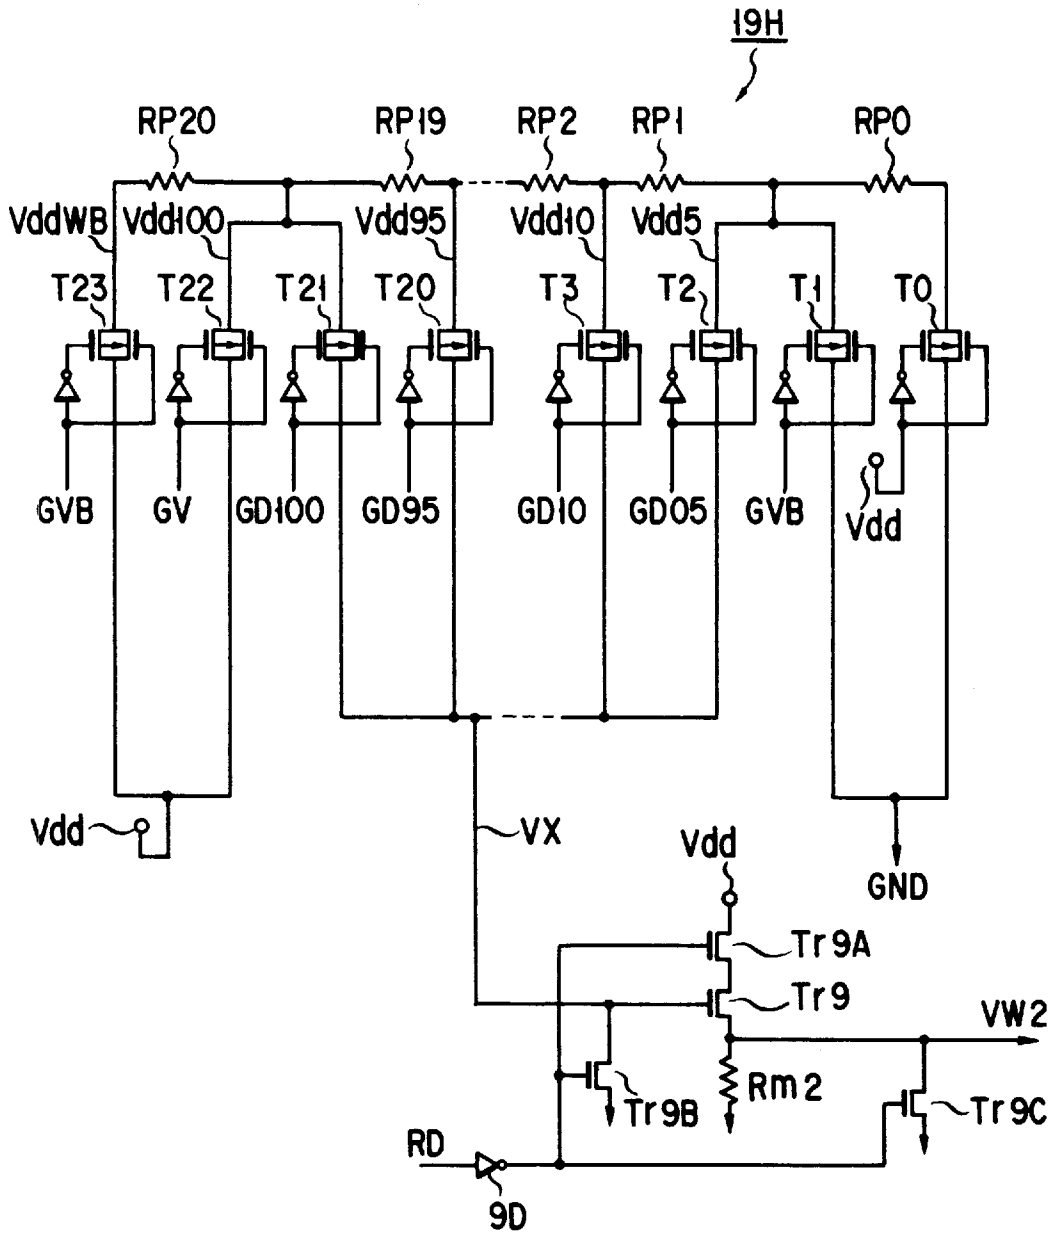 19H
RP20 RP19 RP2 RP1 RP0
VddWB Vdd100 Vdd95 Vdd10 Vdd5
T23 T22 T21 T20 T3 T2 T1 T0
GVB GV GD100 GD95 GD10 GD05 GVB Vdd
Vdd VX Vdd GND
Tr9A
Tr9
VW2
Rm2
Tr9B Tr9C
RD
9D